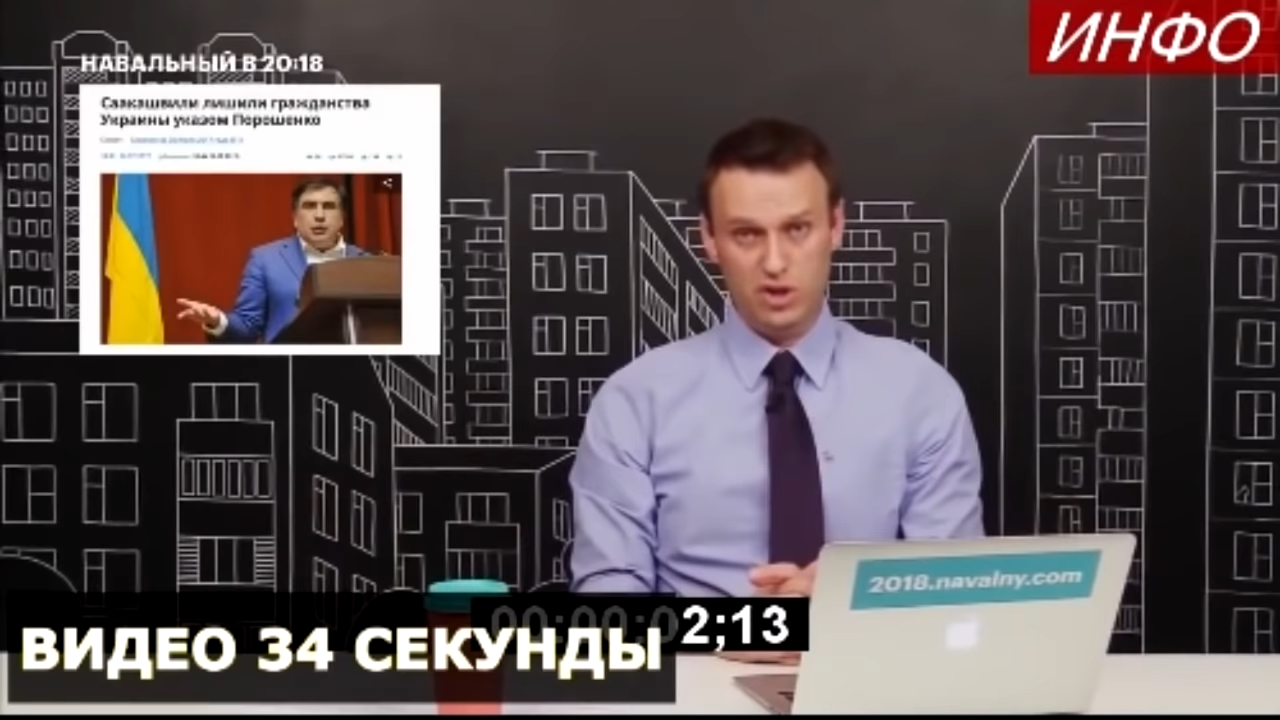 ИНФО
НАВАЛЬНЫЙ В 20:18
Саакашвили лишили гражданства
Украины указом Порошенко
2018.navalny.com
2;13
ВИДЕО 34 СЕКУНДЫ